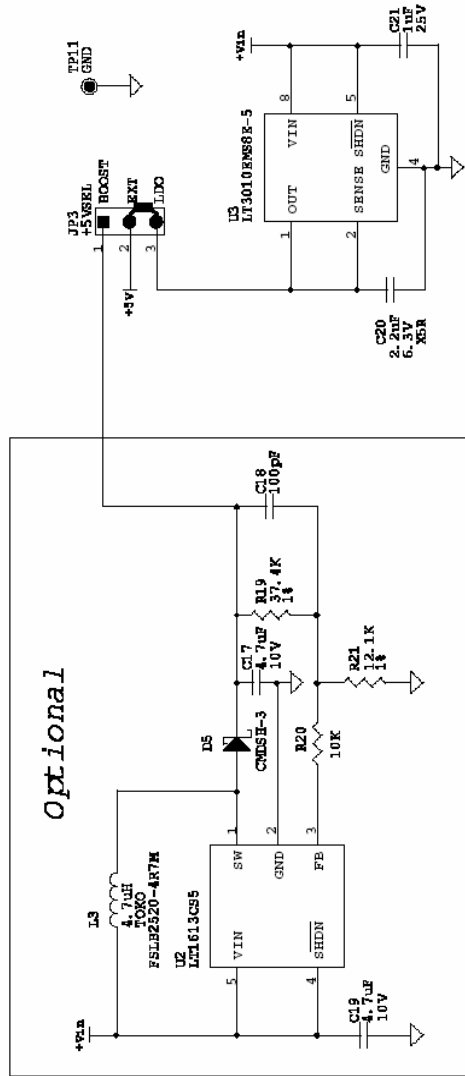 Optional
+Vin
L3
4.7uH
TOKO
FSLB2520-4R7M
U2
LT1613CS5
5
VIN
SW
1
GND
2
4
SHDN
FB
3
C19
4.7uF
10V
D5
CMDSH-3
C17
4.7uF
10V
R19
37.4K
1%
C18
100pF
R20
10K
R21
12.1K
1%
TP11
GND
JP3
+5VSEL
1
BOOST
2
EXT
3
LDO
+5V
U3
LT3010EMS8E-5
1
OUT
VIN
8
+Vin
2
SENSE
SHDN
5
GND
4
C20
2.2uF
6.3V
X5R
C21
1uF
25V